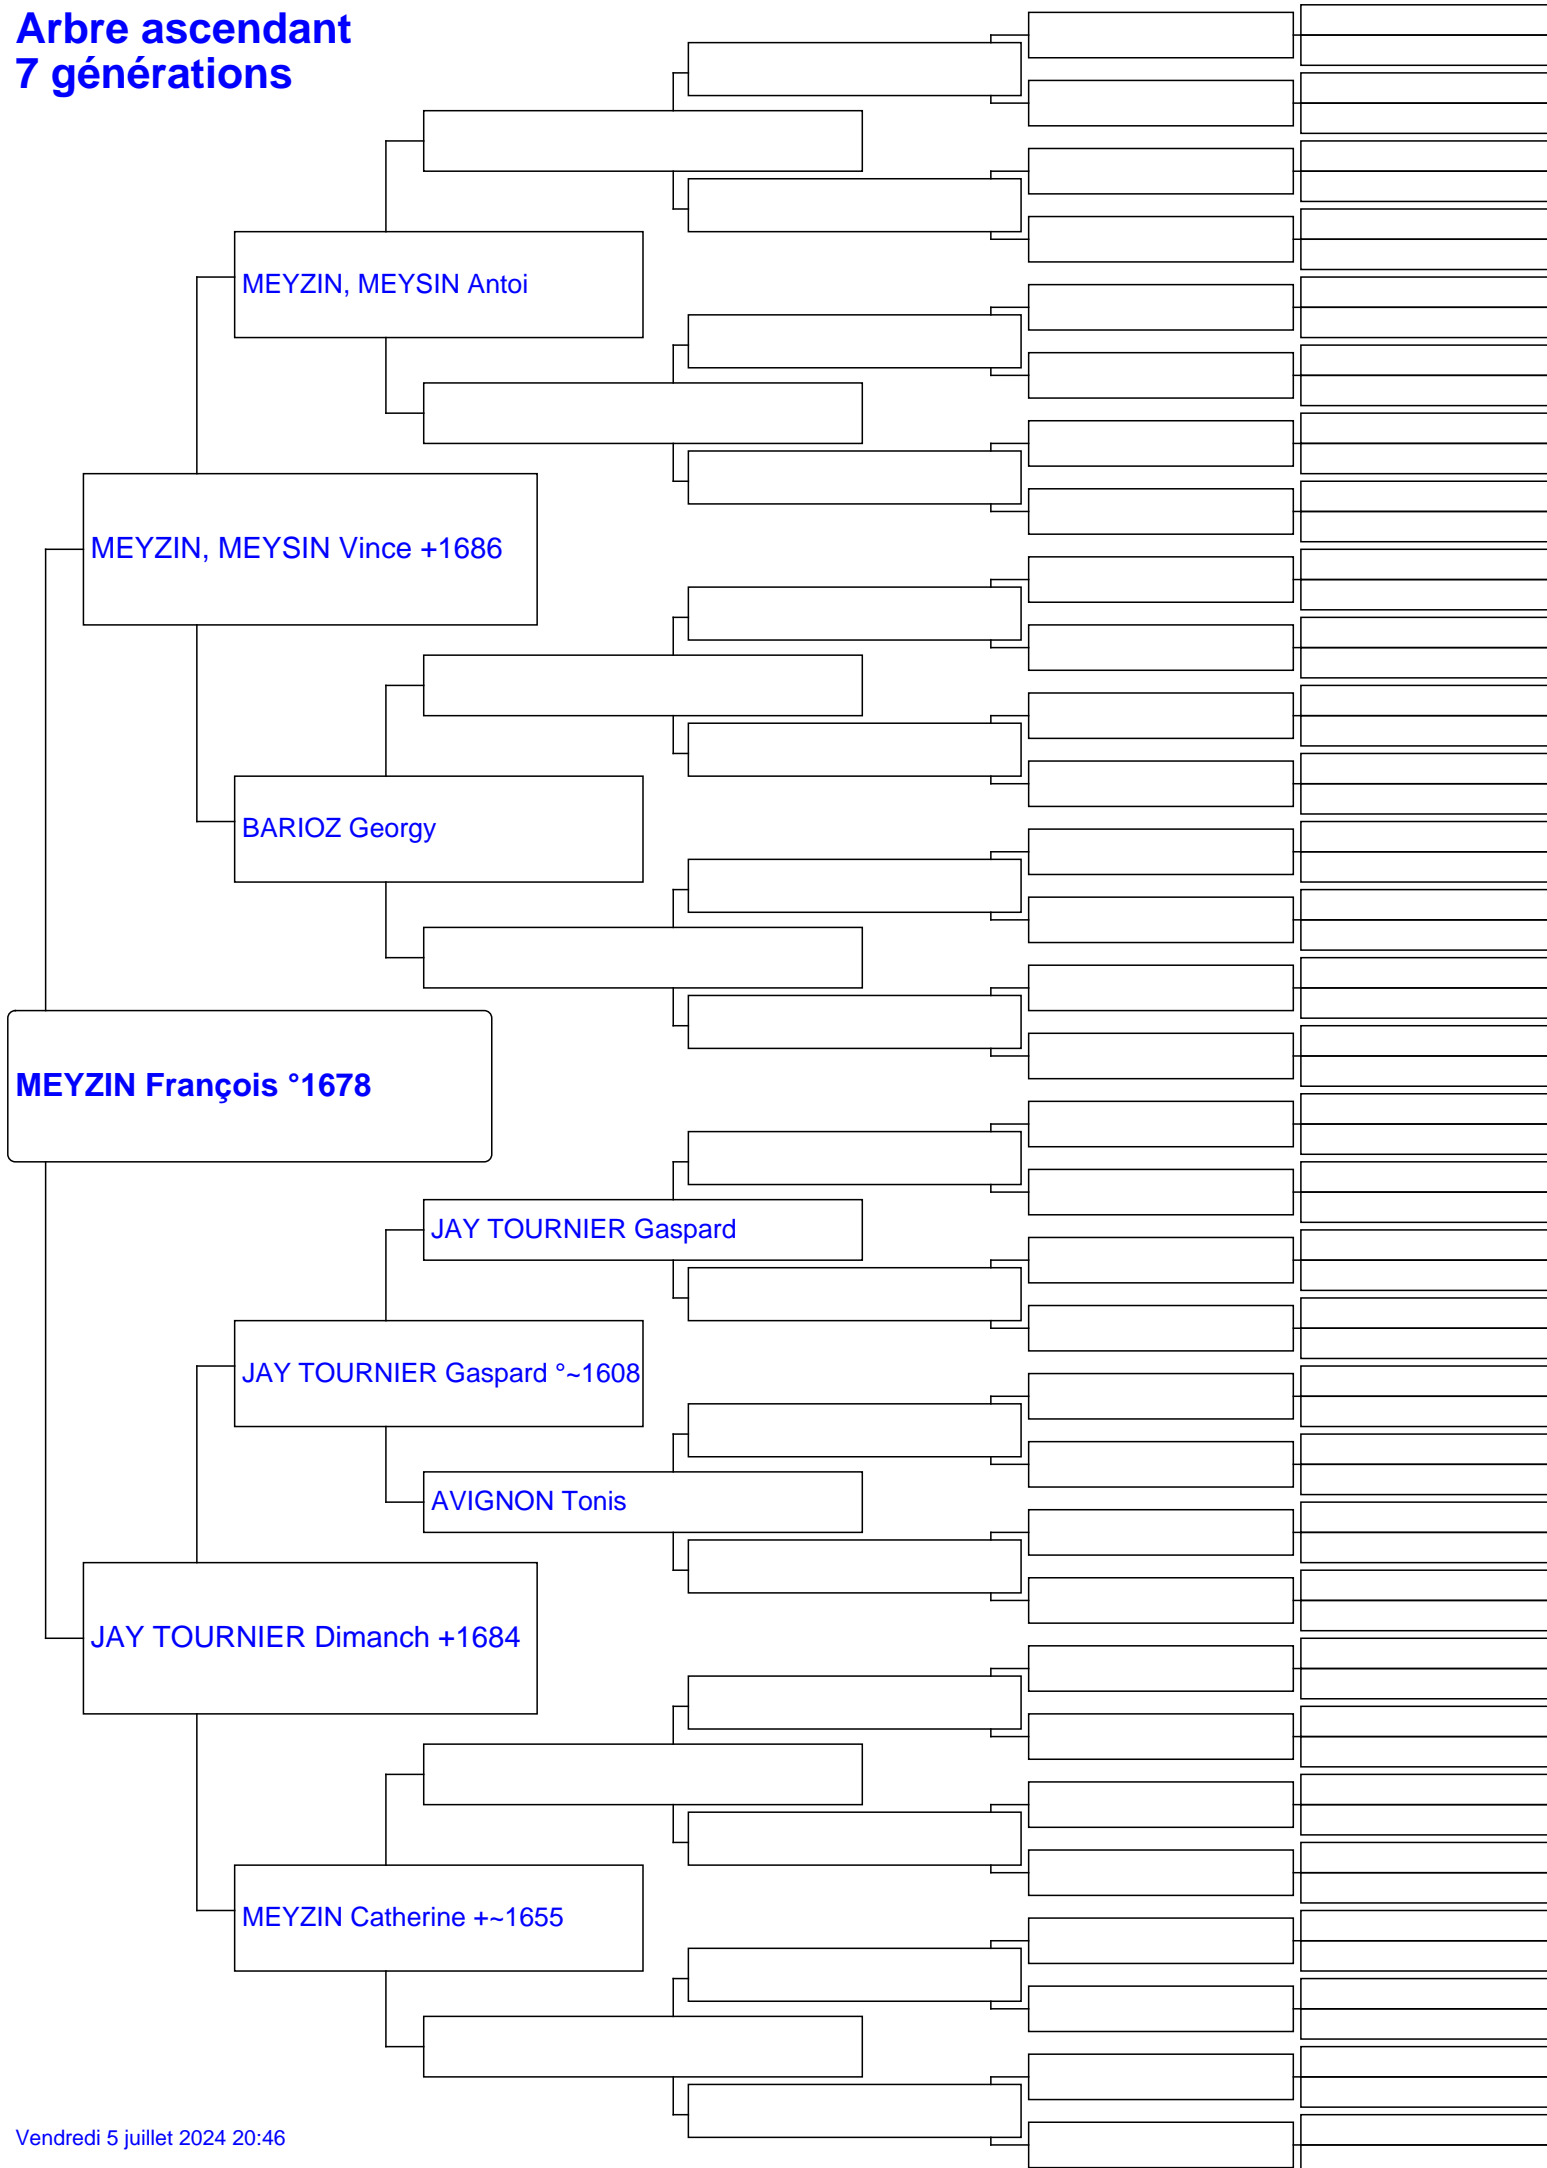 Arbre ascendant
7 générations
MEYZIN, MEYSIN Antoi
MEYZIN, MEYSIN Vince +1686
BARIOZ Georgy
MEYZIN François °1678
JAY TOURNIER Gaspard
JAY TOURNIER Gaspard °~1608
AVIGNON Tonis
JAY TOURNIER Dimanch +1684
MEYZIN Catherine +~1655
Vendredi 5 juillet 2024 20:46